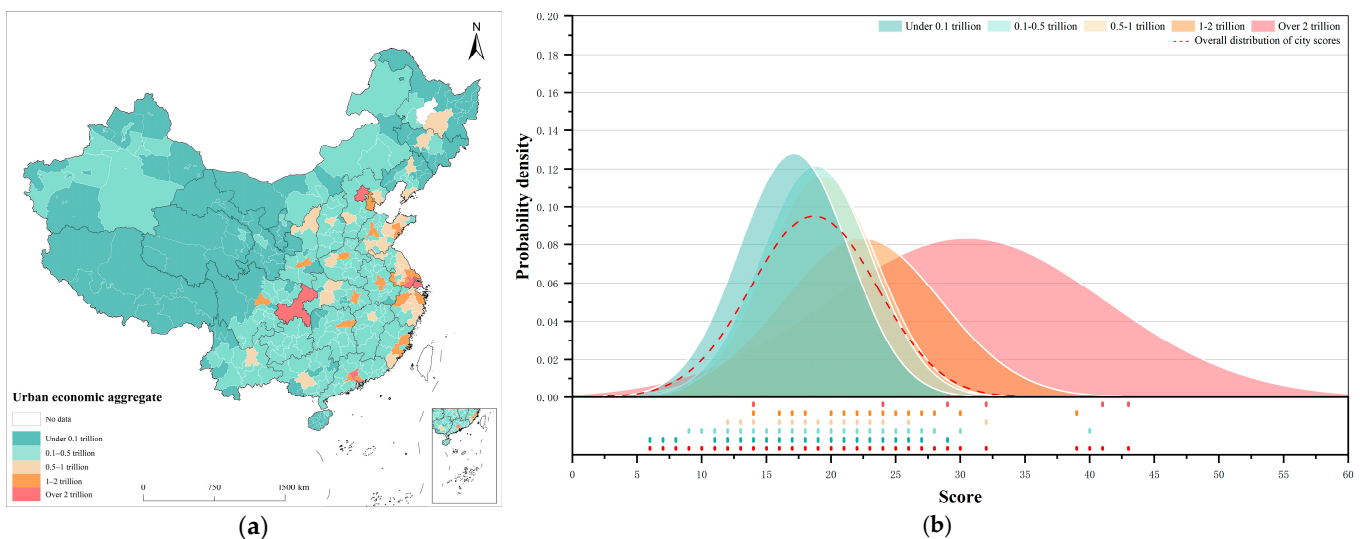 N
Urban economic aggregate
No data
Under 0.1 trillion
0.1–0.5 trillion
0.5–1 trillion
1–2 trillion
Over 2 trillion
0 750 1500 km
(a)
Under 0.1 trillion 0.1-0.5 trillion 0.5-1 trillion 1-2 trillion Over 2 trillion
Overall distribution of city scores
Probability density
0.20
0.18
0.16
0.14
0.12
0.10
0.08
0.06
0.04
0.02
0.00
0 5 10 15 20 25 30 35 40 45 50 55 60
Score
(b)